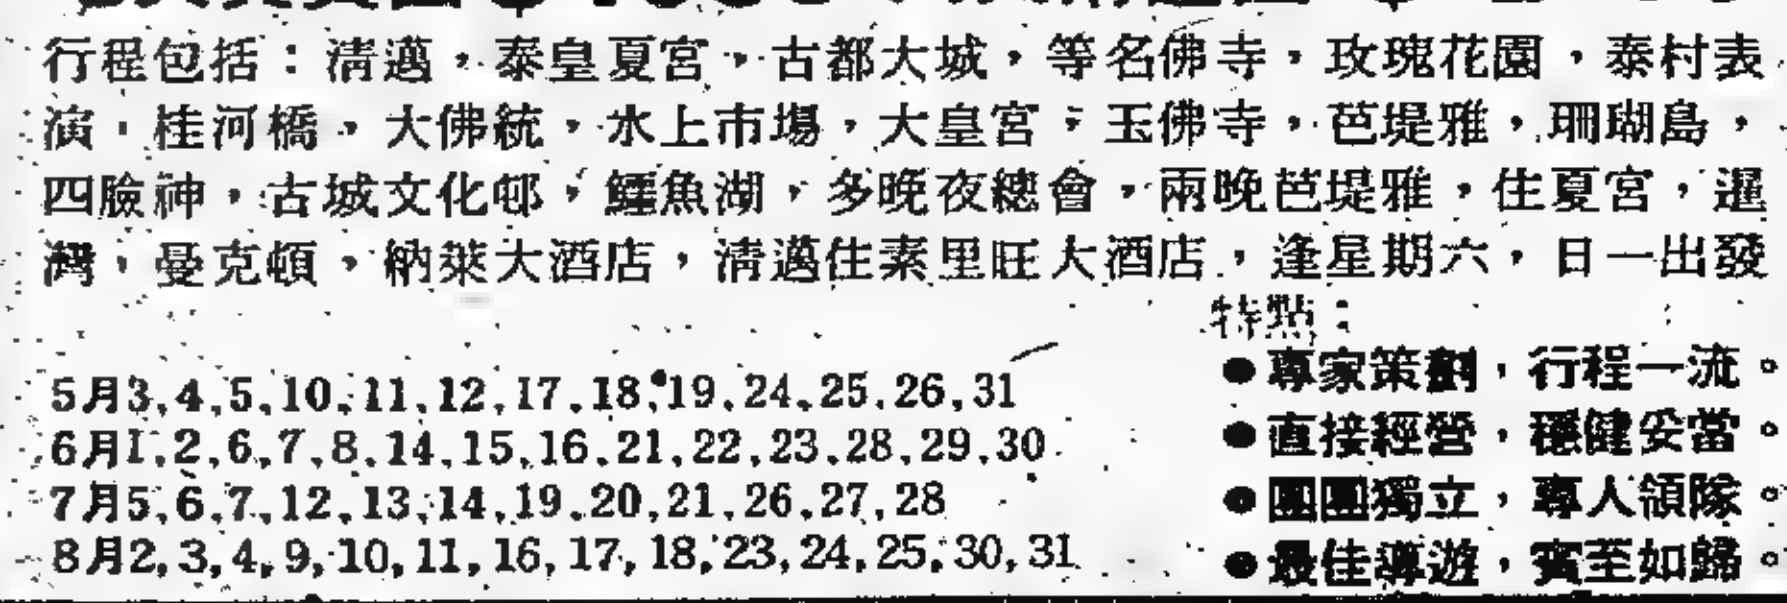 行程包括：清邁，泰皇夏宮，古都大城，等名佛寺，玫瑰花園，泰村表
演，桂河橋，大佛統，水上市場，大皇宮，玉佛寺，芭堤雅，珊瑚島，
四臉神，古城文化邨，鱷魚湖，多晚夜總會，兩晚芭堤雅，住夏宮，暹
灣，曼克頓，納萊大酒店，清邁住素里旺大酒店，逢星期六，日一出發
特點：
5月3,4,5,10,11,12,17,18,19,24,25,26,31
6月1,2,6,7,8,14,15,16,21,22,23,28,29,30
7月5,6,7,12,13,14,19,20,21,26,27,28
8月2,3,4,9,10,11,16,17,18,23,24,25,30,31
●專家策劃，行程一流。
●直接經營，穩健妥當。
●團團獨立，專人領隊。
●最佳導遊，賓至如歸。